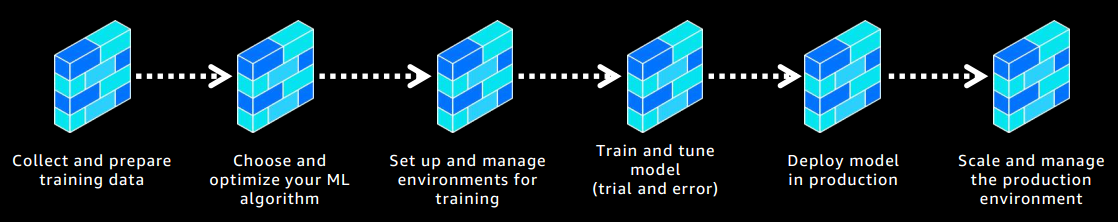 Collect and prepare
training data
Choose and
optimize your ML
algorithm
Set up and manage
environments for
training
Train and tune
model
(trial and error)
Deploy model
in production
Scale and manage
the production
environment